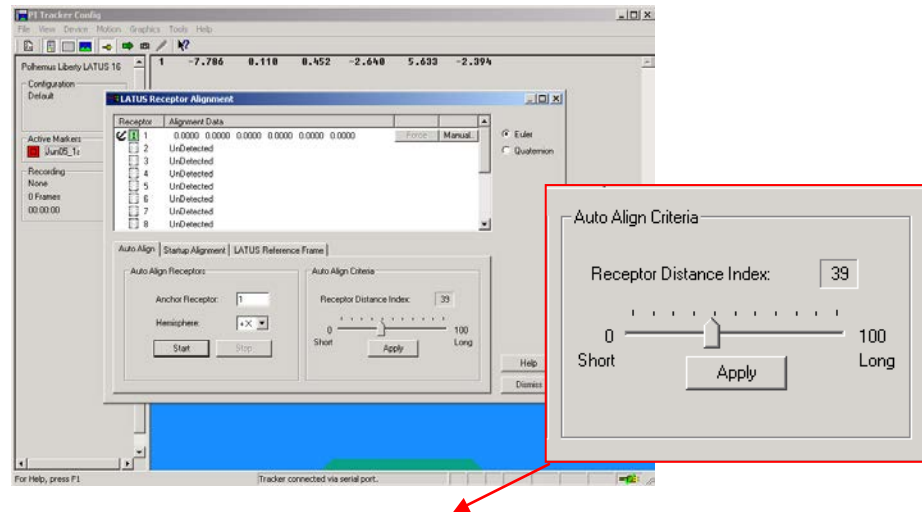 PI Tracker Config
File View Device Motion Graphics Tools Help
Polhemus Liberty LATUS 16
1 -7.786 0.110 0.452 -2.640 5.633 -2.394
Configuration
Default
Active Markers
Jun05_1:
Recording
None
0 Frames
00:00:00
LATUS Receptor Alignment
Receptor Alignment Data
1 1 0.0000 0.0000 0.0000 0.0000 0.0000 0.0000 Force Manual.
2 UnDetected
3 UnDetected
4 UnDetected
5 UnDetected
6 UnDetected
7 UnDetected
8 UnDetected
Euler
Quaternion
Auto Align Startup Alignment LATUS Reference Frame
Auto Align Receptors
Anchor Receptor: 1
Hemisphere: +X
Start Stop
Auto Align Criteria
Receptor Distance Index: 39
0 100
Short Long
Apply
Help
Dismiss
Auto Align Criteria
Receptor Distance Index: 39
0 100
Short Long
Apply
For Help, press F1
Tracker connected via serial port.